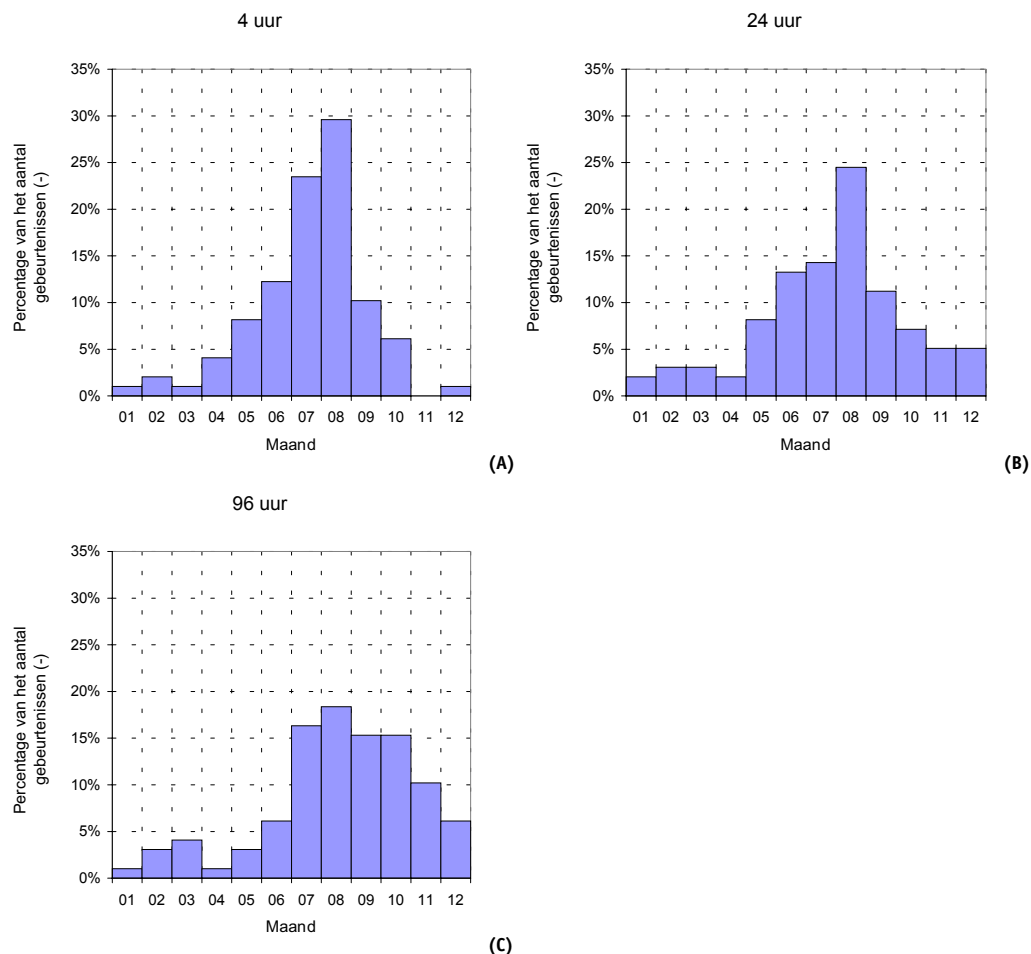 4 uur
35%
30%
25%
20%
15%
10%
5%
0%
Percentage van het aantal
gebeurtenissen (-)
01 02 03 04 05 06 07 08 09 10 11 12
Maand
(A)
24 uur
35%
30%
25%
20%
15%
10%
5%
0%
Percentage van het aantal
gebeurtenissen (-)
01 02 03 04 05 06 07 08 09 10 11 12
Maand
(B)
96 uur
35%
30%
25%
20%
15%
10%
5%
0%
Percentage van het aantal
gebeurtenissen (-)
01 02 03 04 05 06 07 08 09 10 11 12
Maand
(C)